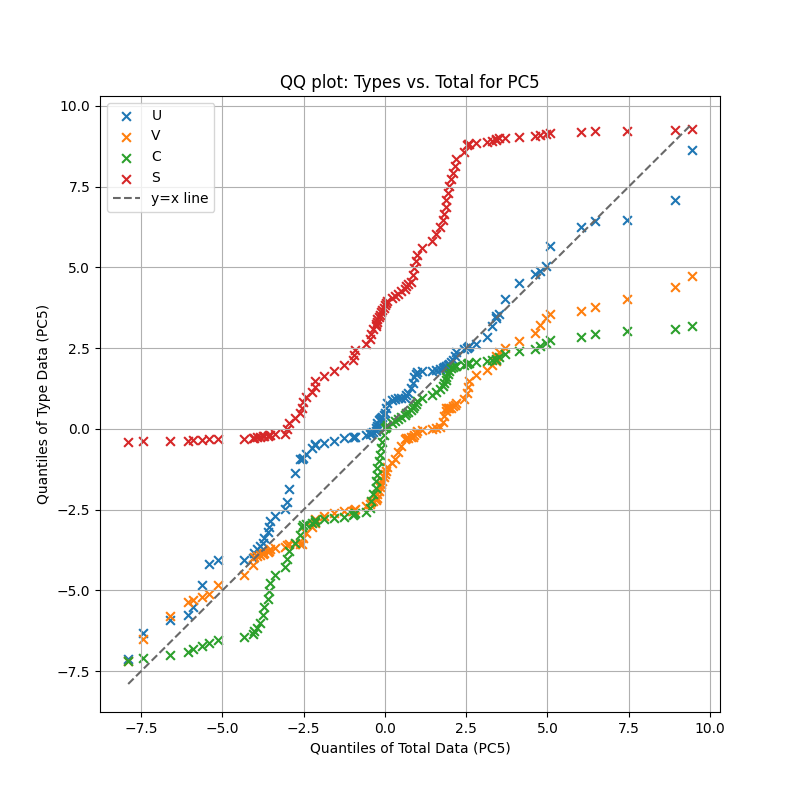 QQ plot: Types vs. Total for PC5
U
V
C
S
y=x line
10.0
7.5
5.0
2.5
0.0
−2.5
−5.0
−7.5
Quantiles of Type Data (PC5)
−7.5 −5.0 −2.5 0.0 2.5 5.0 7.5 10.0
Quantiles of Total Data (PC5)